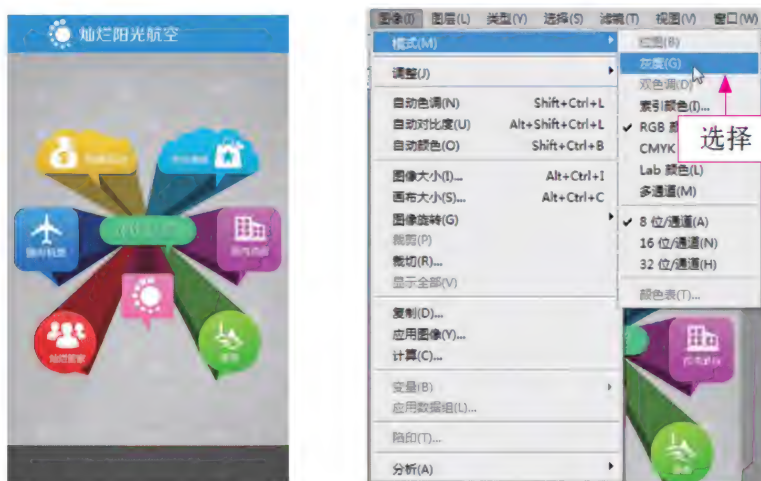 灿烂阳光航空
灿烂管家
图像(I) 图层(L) 类型(Y) 选择(S) 滤镜(T) 视图(V) 窗口(W)
模式(M)
调整(J)
自动色调(N) Shift+Ctrl+L
自动对比度(U) Alt+Shift+Ctrl+L
自动颜色(O) Shift+Ctrl+B
图像大小(I)... Alt+Ctrl+I
画布大小(S)... Alt+Ctrl+C
图像旋转(G)
裁剪(P)
裁切(R)...
显示全部(V)
复制(D)...
应用图像(Y)...
计算(C)...
变量(B)
应用数据组(L)...
陷印(T)...
分析(A)
位图(B)
灰度(G)
双色调(D)
索引颜色(I)...
RGB 颜
CMYK
Lab 颜色(L)
多通道(M)
8 位/通道(A)
16 位/通道(N)
32 位/通道(H)
颜色表(T)...
选择